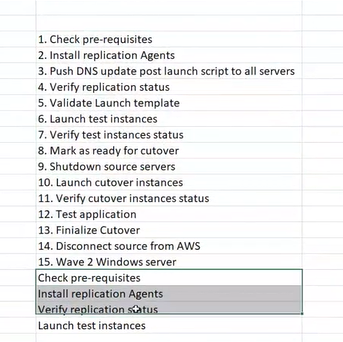 1. Check pre-requisites
2. Install replication Agents
3. Push DNS update post launch script to all servers
4. Verify replication status
5. Validate Launch template
6. Launch test instances
7. Verify test instances status
8. Mark as ready for cutover
9. Shutdown source servers
10. Launch cutover instances
11. Verify cutover instances status
12. Test application
13. Finialize Cutover
14. Disconnect source from AWS
15. Wave 2 Windows server
Check pre-requisites
Install replication Agents
Verify replication status
Launch test instances